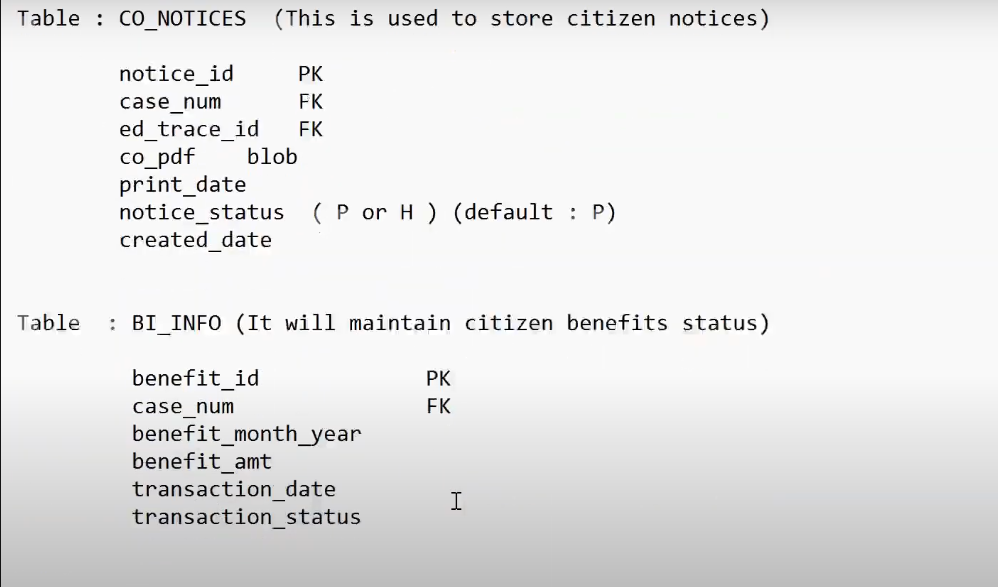 Table : CO_NOTICES (This is used to store citizen notices)
notice_id PK
case_num FK
ed_trace_id FK
co_pdf blob
print_date
notice_status ( P or H ) (default : P)
created_date
Table : BI_INFO (It will maintain citizen benefits status)
benefit_id PK
case_num FK
benefit_month_year
benefit_amt
transaction_date
transaction_status